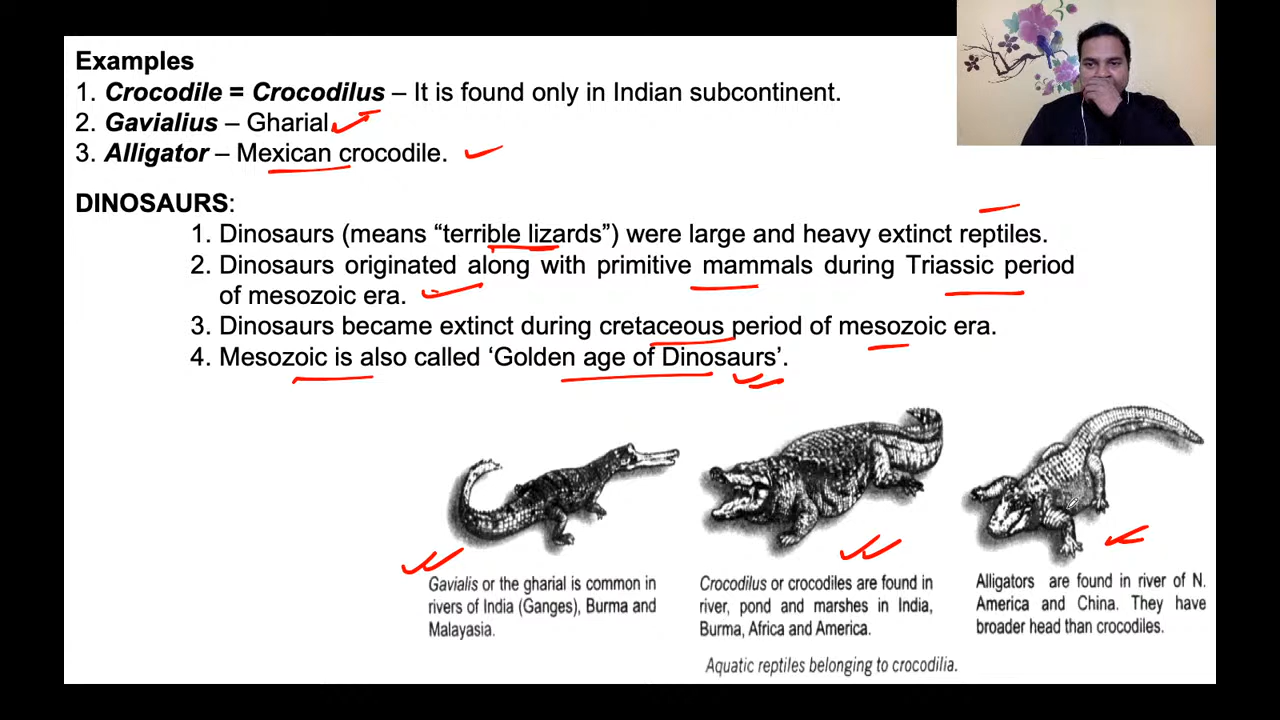 Examples
1. Crocodile = Crocodilus – It is found only in Indian subcontinent.
2. Gavialius – Gharial
3. Alligator – Mexican crocodile.
DINOSAURS:
1. Dinosaurs (means “terrible lizards”) were large and heavy extinct reptiles.
2. Dinosaurs originated along with primitive mammals during Triassic period
of mesozoic era.
3. Dinosaurs became extinct during cretaceous period of mesozoic era.
4. Mesozoic is also called ‘Golden age of Dinosaurs’.
Gavialis or the gharial is common in
rivers of India (Ganges), Burma and
Malayasia.
Crocodilus or crocodiles are found in
river, pond and marshes in India,
Burma, Africa and America.
Alligators are found in river of N.
America and China. They have
broader head than crocodiles.
Aquatic reptiles belonging to crocodilia.